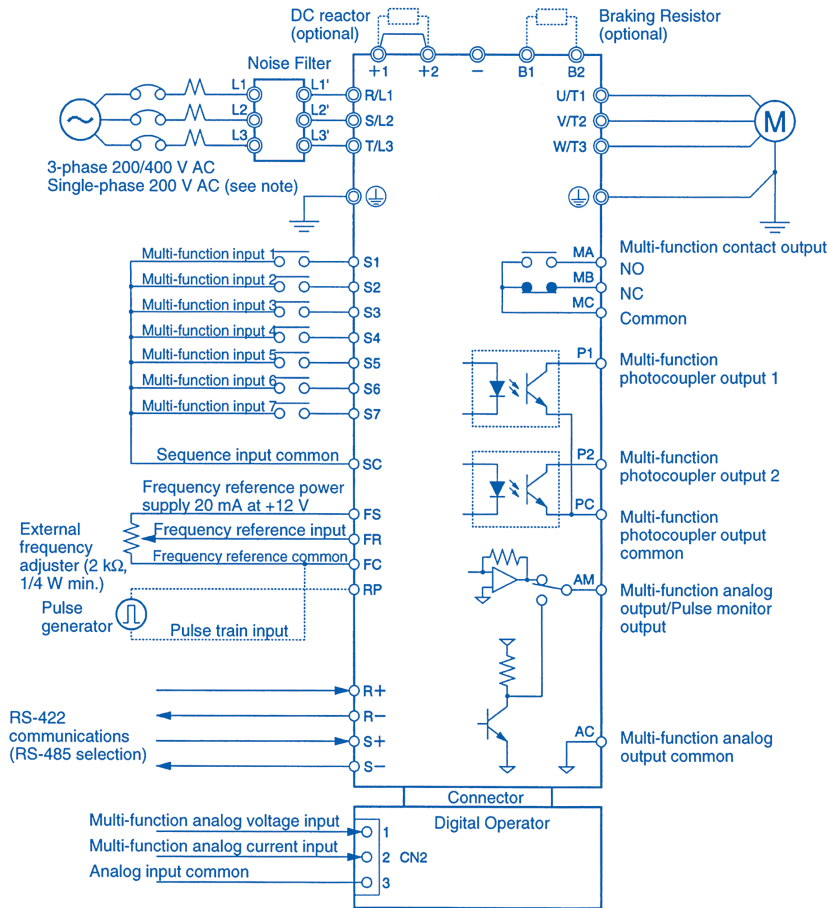 DC reactor
(optional)
Braking Resistor
(optional)
+1
+2
−
B1
B2
Noise Filter
L1
L1'
R/L1
U/T1
L2
L2'
S/L2
V/T2
M
L3
L3'
T/L3
W/T3
3-phase 200/400 V AC
Single-phase 200 V AC (see note)
Multi-function input 1
S1
Multi-function input 2
S2
Multi-function input 3
S3
Multi-function input 4
S4
Multi-function input 5
S5
Multi-function input 6
S6
Multi-function input 7
S7
Sequence input common
SC
MA
Multi-function contact output
NO
MB
NC
MC
Common
P1
Multi-function
photocoupler output 1
P2
Multi-function
photocoupler output 2
PC
Multi-function
photocoupler output
common
Frequency reference power
supply 20 mA at +12 V
FS
Frequency reference input
FR
Frequency reference common
FC
External
frequency
adjuster (2 kΩ,
1/4 W min.)
RP
Pulse
generator
Pulse train input
AM
Multi-function analog
output/Pulse monitor
output
R+
R−
S+
S−
RS-422
communications
(RS-485 selection)
AC
Multi-function analog
output common
Connector
Digital Operator
Multi-function analog voltage input
1
Multi-function analog current input
2 CN2
Analog input common
3